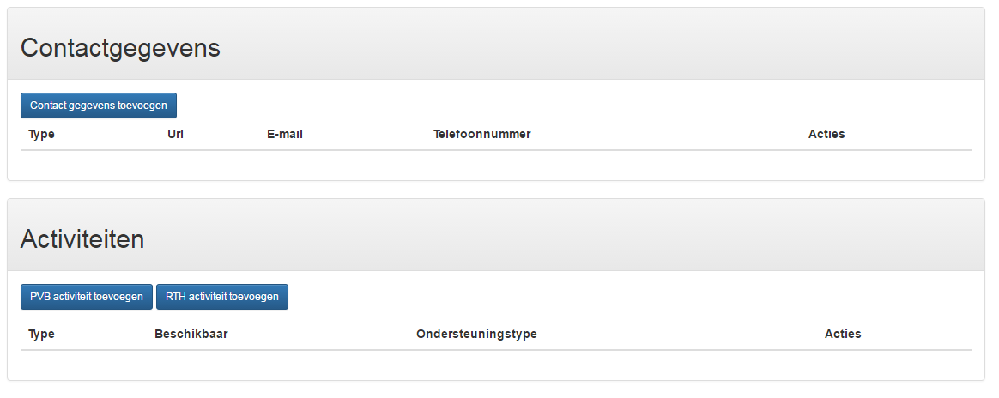 Contactgegevens
Contact gegevens toevoegen
Type Url E-mail Telefoonnummer Acties
Activiteiten
PVB activiteit toevoegen RTH activiteit toevoegen
Type Beschikbaar Ondersteuningstype Acties